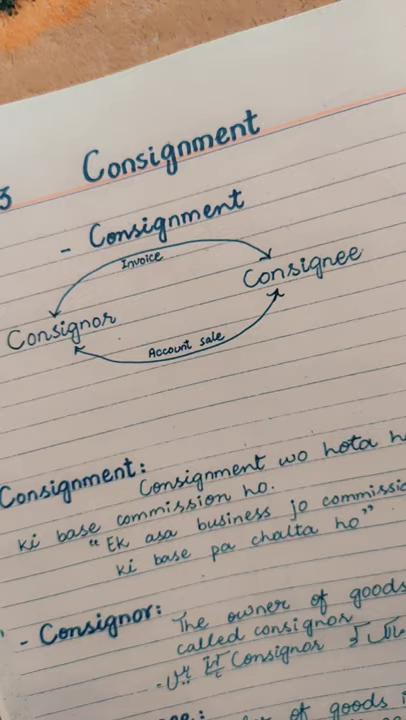 3
Consignment
- Consignment
Invoice
Consignee
Consignor
Account sale
Consignment:
Consignment wo hota
ki base commission ho.
"Ek asa business jo
ki base pa chalta ho"
- Consignor: The owner of goods
called consignor
Consignor
of goods